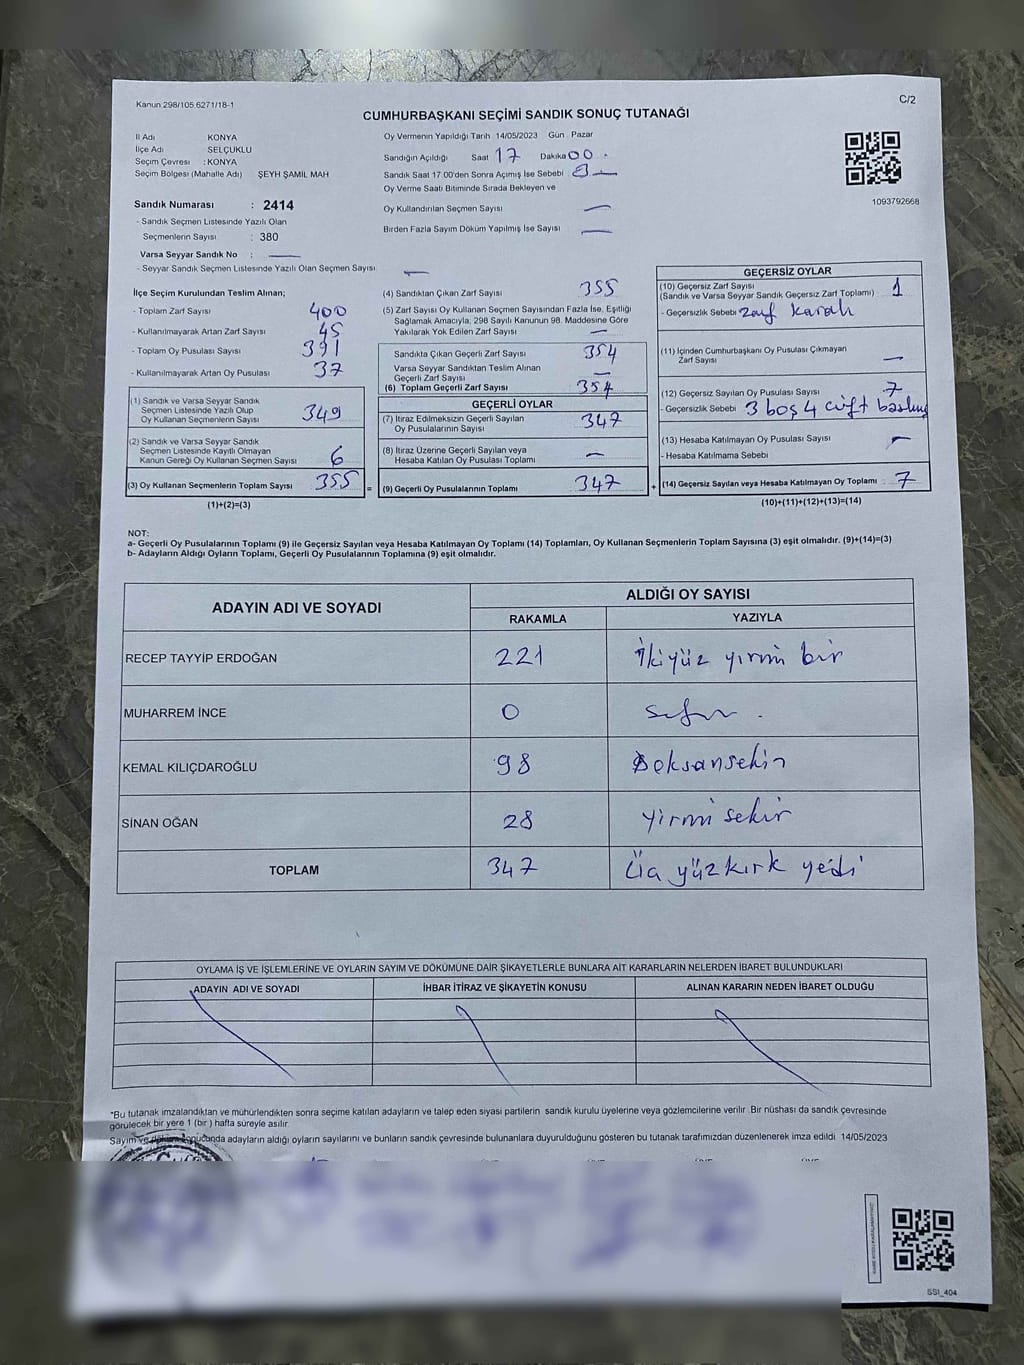 Kanun 298/105 6271/18-1
C/2
CUMHURBAŞKANI SEÇİMİ SANDIK SONUÇ TUTANAĞI
İl Adı KONYA
İlçe Adı SELÇUKLU
Seçim Çevresi : KONYA
Seçim Bölgesi (Mahalle Adı) ŞEYH ŞAMİL MAH
Sandık Numarası : 2414
- Sandık Seçmen Listesinde Yazılı Olan
Seçmenlerin Sayısı : 380
Varsa Seyyar Sandık No :
- Seyyar Sandık Seçmen Listesinde Yazılı Olan Seçmen Sayısı
Oy Vermenin Yapıldığı Tarih 14/05/2023 Gün : Pazar
Sandığın Açıldığı Saat 17 Dakika 00
Sandık Saat 17:00'den Sonra Açımış İse Sebebi
Oy Verme Saati Bitiminde Sırada Bekleyen ve
Oy Kullandırılan Seçmen Sayısı
Birden Fazla Sayım Döküm Yapılmış İse Sayısı
1093792668
İlçe Seçim Kurulundan Teslim Alınan;
- Toplam Zarf Sayısı 400
- Kullanılmayarak Artan Zarf Sayısı 45
- Toplam Oy Pusulası Sayısı 391
- Kullanılmayarak Artan Oy Pusulası 37
(1) Sandık ve Varsa Seyyar Sandık
Seçmen Listesinde Yazılı Olup
Oy Kullanan Seçmenlerin Sayısı 349
(2) Sandık ve Varsa Seyyar Sandık
Seçmen Listesinde Kayıtlı Olmayan
Kanun Gereği Oy Kullanan Seçmen Sayısı 6
(3) Oy Kullanan Seçmenlerin Toplam Sayısı 355 =
(1)+(2)=(3)
(4) Sandıktan Çıkan Zarf Sayısı 355
(5) Zarf Sayısı Oy Kullanan Seçmen Sayısından Fazla İse, Eşitliği
Sağlamak Amacıyla, 298 Sayılı Kanunun 98. Maddesine Göre
Yakılarak Yok Edilen Zarf Sayısı
Sandıkta Çıkan Geçerli Zarf Sayısı 354
Varsa Seyyar Sandıktan Teslim Alınan
Geçerli Zarf Sayısı
(6) Toplam Geçerli Zarf Sayısı 354
GEÇERLİ OYLAR
(7) İtiraz Edilmeksizin Geçerli Sayılan
Oy Pusulalarının Sayısı 347
(8) İtiraz Üzerine Geçerli Sayılan veya
Hesaba Katılan Oy Pusulası Toplamı
(9) Geçerli Oy Pusulalarının Toplamı 347 +
GEÇERSİZ OYLAR
(10) Geçersiz Zarf Sayısı
(Sandık ve Varsa Seyyar Sandık Geçersiz Zarf Toplamı) 1
- Geçersizlik Sebebi zarf karalı
(11) İçinden Cumhurbaşkanı Oy Pusulası Çıkmayan
Zarf Sayısı
(12) Geçersiz Sayılan Oy Pusulası Sayısı 7
- Geçersizlik Sebebi 3 boş 4 çift
(13) Hesaba Katılmayan Oy Pusulası Sayısı
- Hesaba Katılmama Sebebi
(14) Geçersiz Sayılan veya Hesaba Katılmayan Oy Toplamı : 7
(10)+(11)+(12)+(13)=(14)
NOT:
a- Geçerli Oy Pusulalarının Toplamı (9) ile Geçersiz Sayılan veya Hesaba Katılmayan Oy Toplamı (14) Toplamları, Oy Kullanan Seçmenlerin Toplam Sayısına (3) eşit olmalıdır. (9)+(14)=(3)
b- Adayların Aldığı Oyların Toplamı, Geçerli Oy Pusulalarının Toplamına (9) eşit olmalıdır.
ADAYIN ADI VE SOYADI ALDIĞI OY SAYISI
RAKAMLA YAZIYLA
RECEP TAYYİP ERDOĞAN 221 İkiyüz yirmi bir
MUHARREM İNCE 0 sıfır.
KEMAL KILIÇDAROĞLU 98 Doksansekiz
SİNAN OĞAN 28 yirmi sekiz
TOPLAM 347 Üç yüzkırk yedi
OYLAMA İŞ VE İŞLEMLERİNE VE OYLARIN SAYIM VE DÖKÜMÜNE DAİR ŞİKAYETLERLE BUNLARA AİT KARARLARIN NELERDEN İBARET BULUNDUKLARI
ADAYIN ADI VE SOYADI İHBAR İTİRAZ VE ŞİKAYETİN KONUSU ALINAN KARARIN NEDEN İBARET OLDUĞU
*Bu tutanak imzalandıktan ve mühürlendikten sonra seçime katılan adayların ve talep eden siyasi partilerin sandık kurulu üyelerine veya gözlemcilerine verilir. Bir nüshası da sandık çevresinde
görülecek bir yere 1 (bir) hafta süreyle asılır.
Sayım ve döküm sonucunda adayların aldığı oyların sayılarını ve bunların sandık çevresinde bulunanlara duyurulduğunu gösteren bu tutanak tarafımızdan düzenlenerek imza edildi 14/05/2023
SSI_404